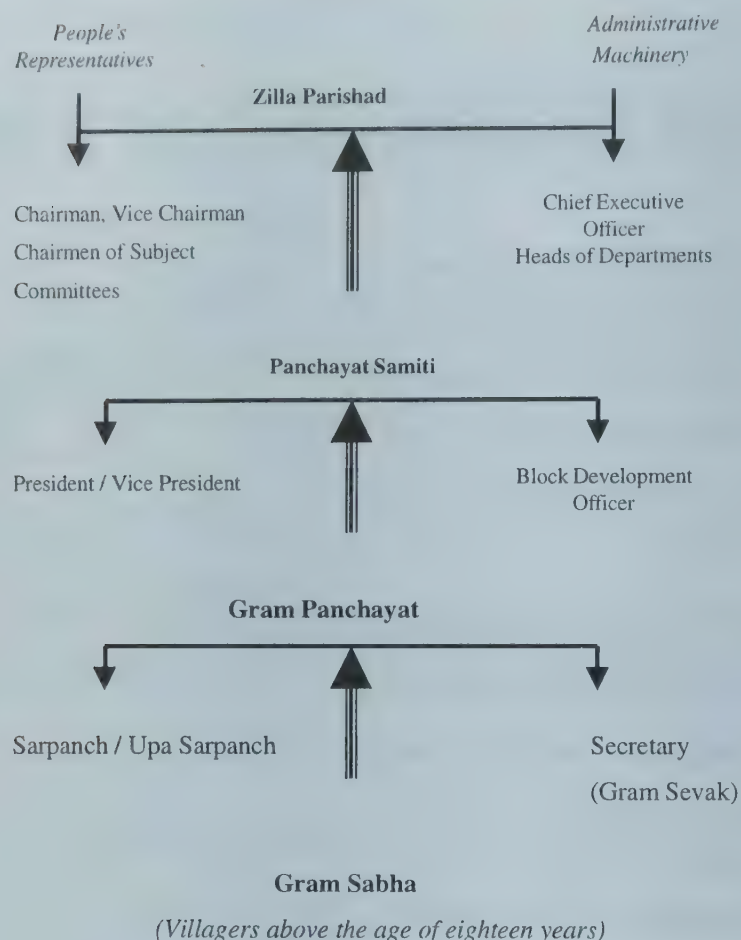 People's
Representatives
Administrative
Machinery
Zilla Parishad
Chairman, Vice Chairman
Chairmen of Subject
Committees
Chief Executive
Officer
Heads of Departments
Panchayat Samiti
President / Vice President
Block Development
Officer
Gram Panchayat
Sarpanch / Upa Sarpanch
Secretary
(Gram Sevak)
Gram Sabha
(Villagers above the age of eighteen years)